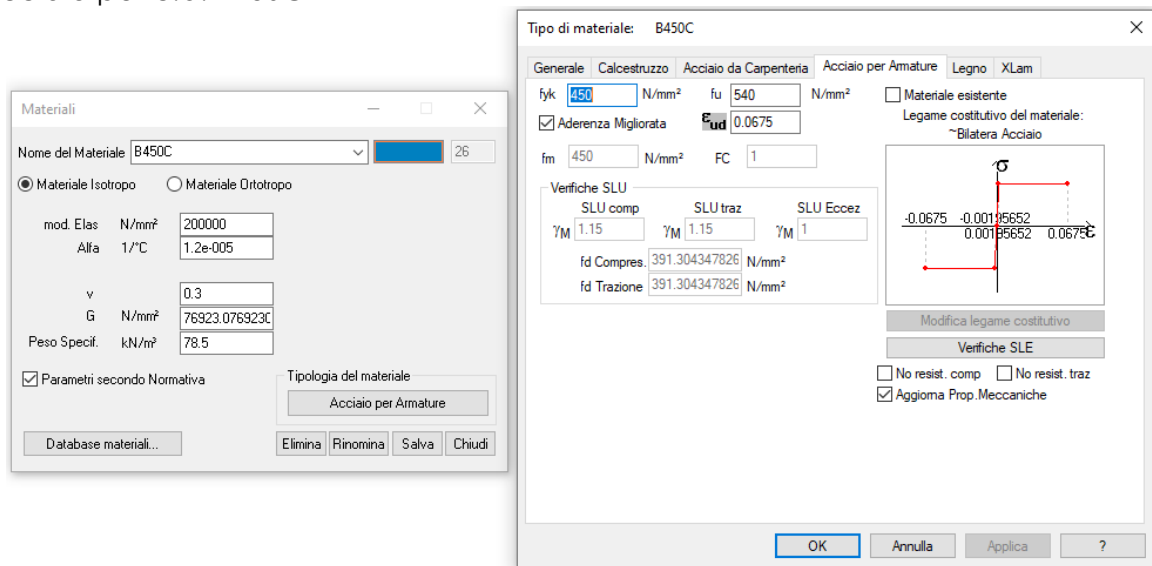 Materiali
Nome del Materiale B450C 26
Materiale Isotropo Materiale Ortotropo
mod. Elas N/mm² 200000
Alfa 1/°C 1.2e-005
v 0.3
G N/mm² 76923.076923C
Peso Specif. kN/m³ 78.5
Parametri secondo Normativa
Tipologia del materiale
Acciaio per Armature
Database materiali... Elimina Rinomina Salva Chiudi
Tipo di materiale: B450C
Generale Calcestruzzo Acciaio da Carpenteria Acciaio per Armature Legno XLam
fyk 450 N/mm² fu 540 N/mm²
Aderenza Migliorata εud 0.0675
fm 450 N/mm² FC 1
Verifiche SLU
SLU comp SLU traz SLU Eccez
γM 1.15 γM 1.15 γM 1
fd Compres. 391.304347826 N/mm²
fd Trazione 391.304347826 N/mm²
Materiale esistente
Legame costitutivo del materiale:
~Bilatera Acciaio
σ
-0.0675 -0.00195652
0.00195652 0.0675 ε
Modifica legame costitutivo
Verifiche SLE
No resist. comp No resist. traz
Aggiorna Prop.Meccaniche
OK Annulla Applica ?